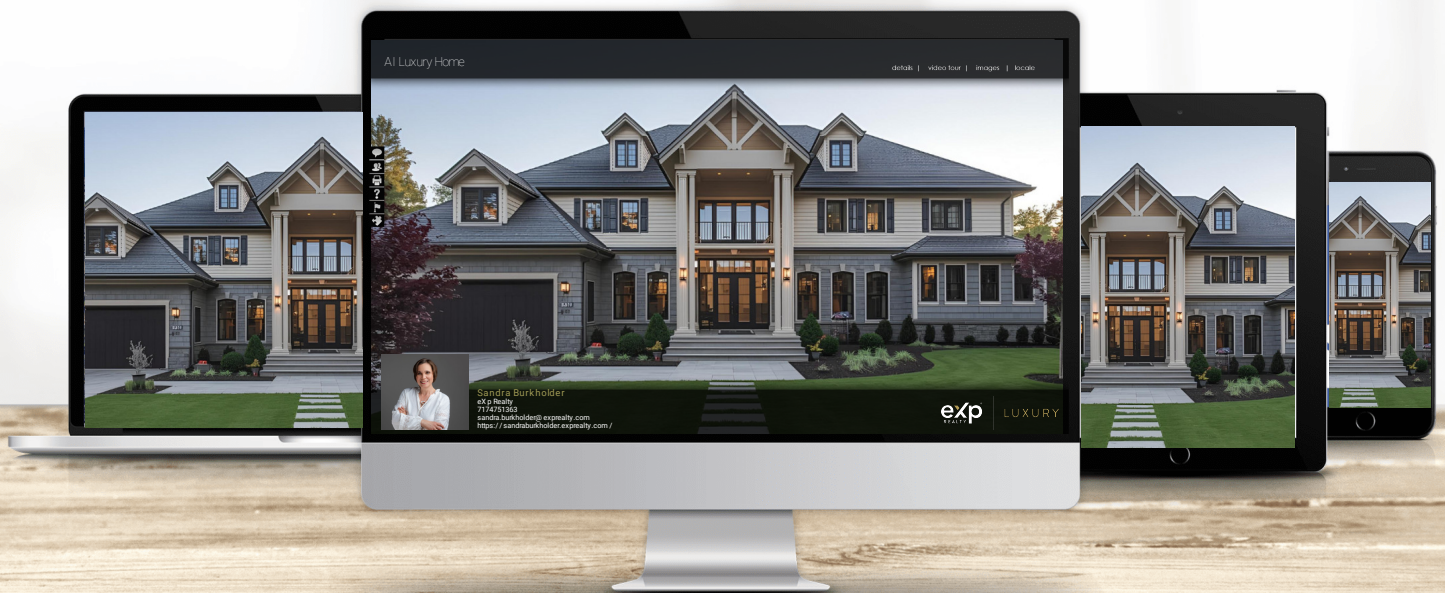 AI Luxury Home
details | video tour | images | locale
Sandra Burkholder
eXp Realty
7174751363
sandra.burkholder@exprealty.com
https://sandraburkholder.exprealty.com/
eXp
REALTY
LUXURY